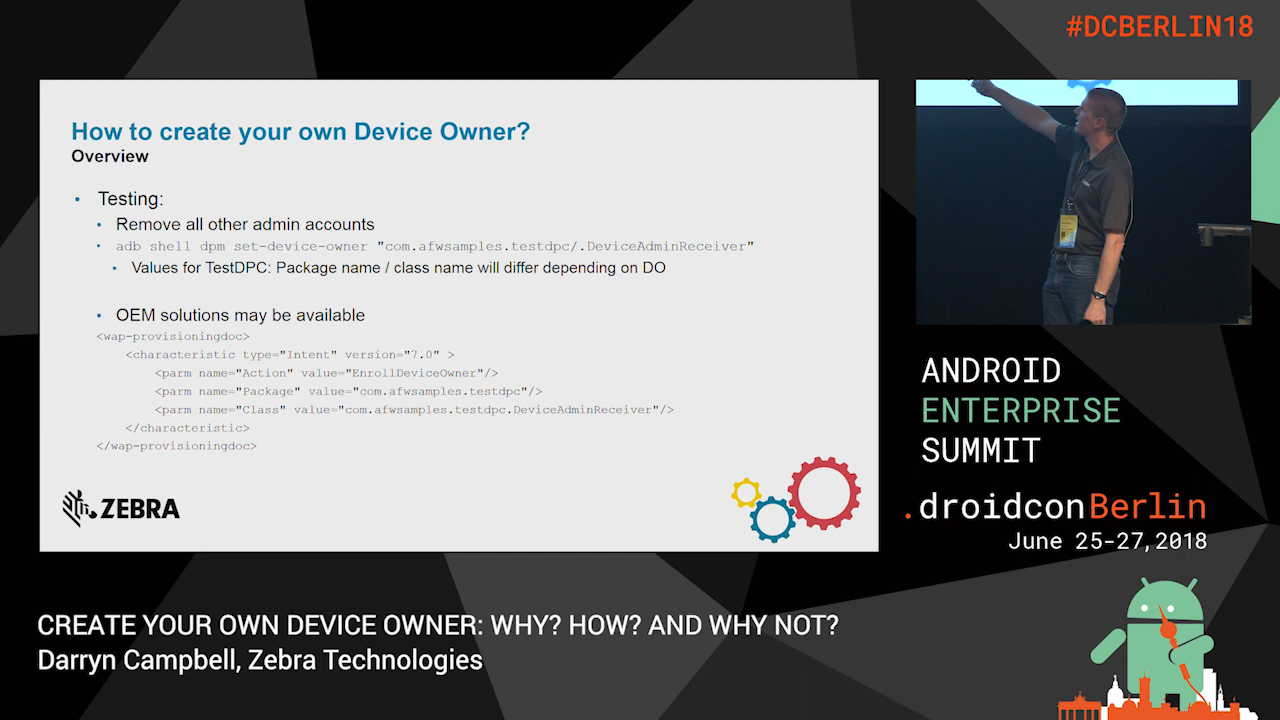 #DCBERLIN18
How to create your own Device Owner?
Overview
• Testing:
• Remove all other admin accounts
• adb shell dpm set-device-owner "com.afwsamples.testdpc/.DeviceAdminReceiver"
• Values for TestDPC: Package name / class name will differ depending on DO
• OEM solutions may be available
<wap-provisioningdoc>
<characteristic type="Intent" version="7.0" >
<parm name="Action" value="EnrollDeviceOwner"/>
<parm name="Package" value="com.afwsamples.testdpc"/>
<parm name="Class" value="com.afwsamples.testdpc.DeviceAdminReceiver"/>
</characteristic>
</wap-provisioningdoc>
ZEBRA
ANDROID
ENTERPRISE
SUMMIT
.droidconBerlin
June 25-27,2018
CREATE YOUR OWN DEVICE OWNER: WHY? HOW? AND WHY NOT?
Darryn Campbell, Zebra Technologies